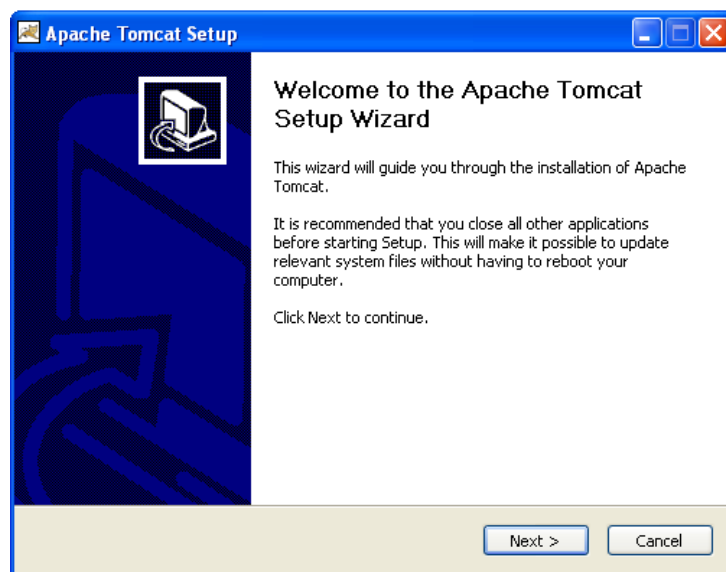 Apache Tomcat Setup
Welcome to the Apache Tomcat
Setup Wizard
This wizard will guide you through the installation of Apache
Tomcat.
It is recommended that you close all other applications
before starting Setup. This will make it possible to update
relevant system files without having to reboot your
computer.
Click Next to continue.
Next >
Cancel